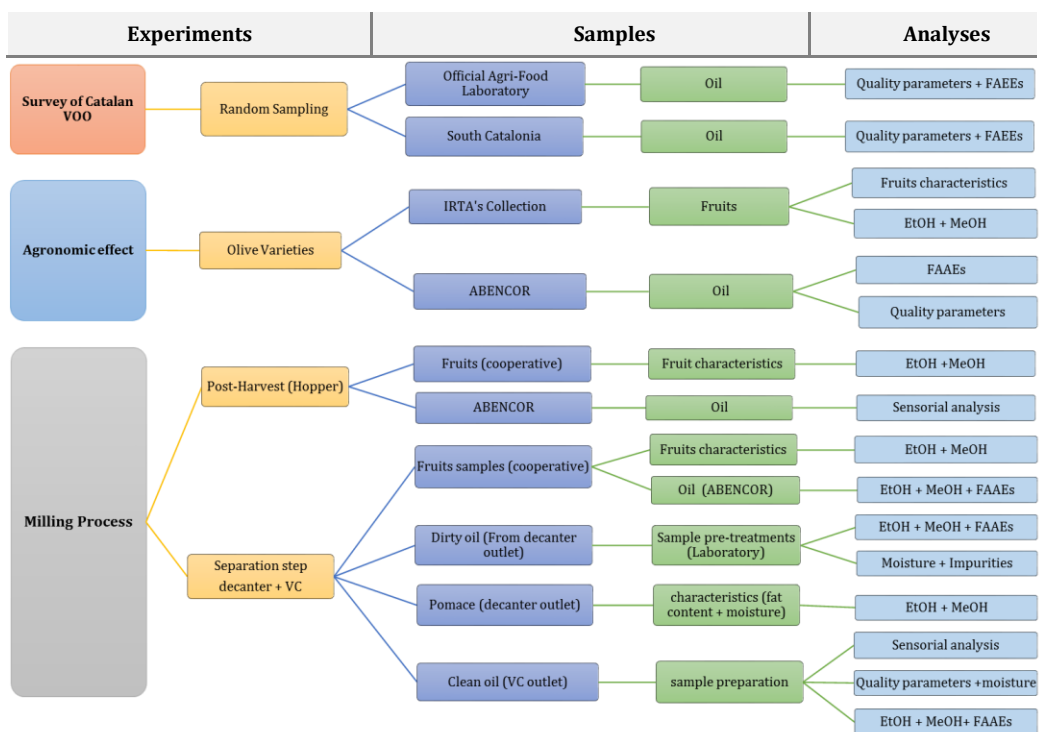 Experiments
Samples
Analyses
Survey of Catalan
VOO
Random Sampling
Official Agri-Food
Laboratory
Oil
Quality parameters + FAEEs
South Catalonia
Oil
Quality parameters + FAEEs
Agronomic effect
Olive Varieties
IRTA's Collection
Fruits
Fruits characteristics
EtOH + MeOH
ABENCOR
Oil
FAAEs
Quality parameters
Milling Process
Post-Harvest (Hopper)
Fruits (cooperative)
Fruit characteristics
EtOH +MeOH
ABENCOR
Oil
Sensorial analysis
Separation step
decanter + VC
Fruits samples (cooperative)
Fruits characteristics
EtOH + MeOH
Oil (ABENCOR)
EtOH + MeOH + FAAEs
Dirty oil (From decanter
outlet)
Sample pre-treatments
(Laboratory)
EtOH + MeOH + FAAEs
Moisture + Impurities
Pomace (decanter outlet)
characteristics (fat
content + moisture)
EtOH + MeOH
Clean oil (VC outlet)
sample preparation
Sensorial analysis
Quality parameters +moisture
EtOH + MeOH+ FAAEs